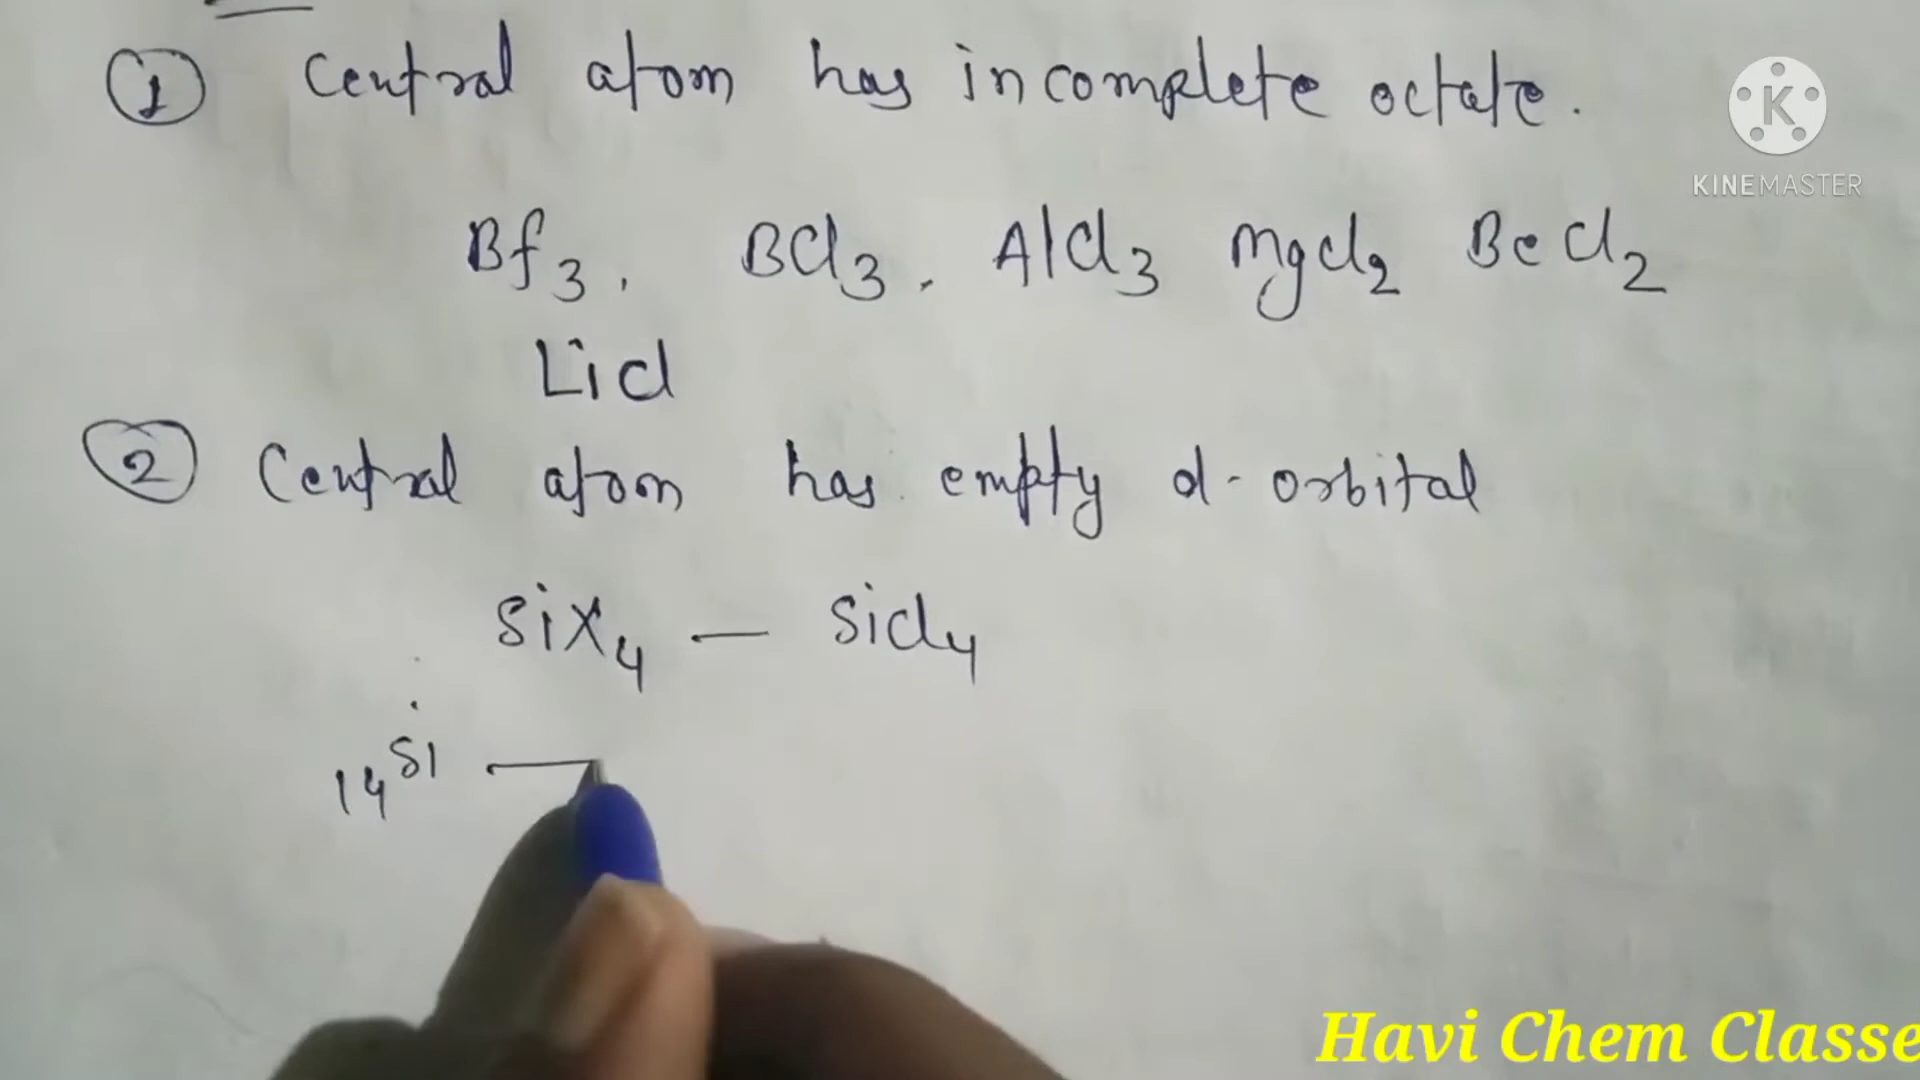 1 Central atom has incomplete octate.
KINEMASTER
Bf3, BCl3, AlCl3 Mgcl2 BeCl2
Licl
2 Central atom has empty d-orbital
SiX4 — Sicl4
14Si —
Havi Chem Classe